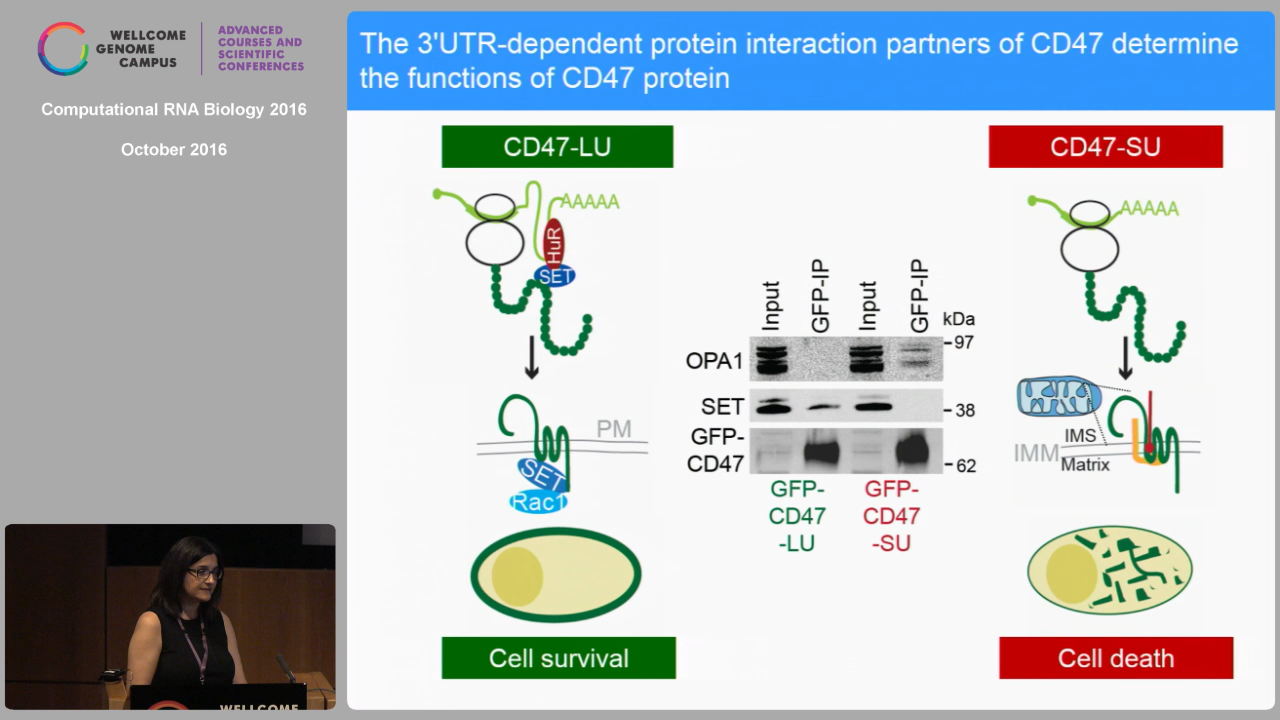 WELLCOME
GENOME
CAMPUS
ADVANCED
COURSES AND
SCIENTIFIC
CONFERENCES
Computational RNA Biology 2016
October 2016
The 3'UTR-dependent protein interaction partners of CD47 determine
the functions of CD47 protein
CD47-LU
CD47-SU
AAAAA
HuR
SET
AAAAA
Input
GFP-IP
Input
GFP-IP
kDa
OPA1
97
SET
38
GFP-
CD47
62
GFP-
CD47
-LU
GFP-
CD47
-SU
PM
SET
Rac1
IMS
IMM
Matrix
Cell survival
Cell death
WELLCOME